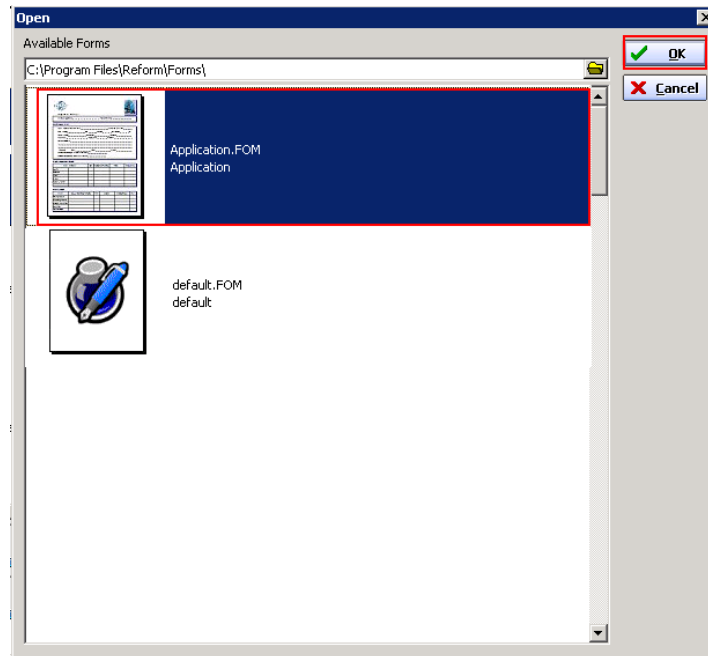 Open
Available Forms
C:\Program Files\Reform\Forms\
OK
Cancel
Application.FOM
Application
default.FOM
default